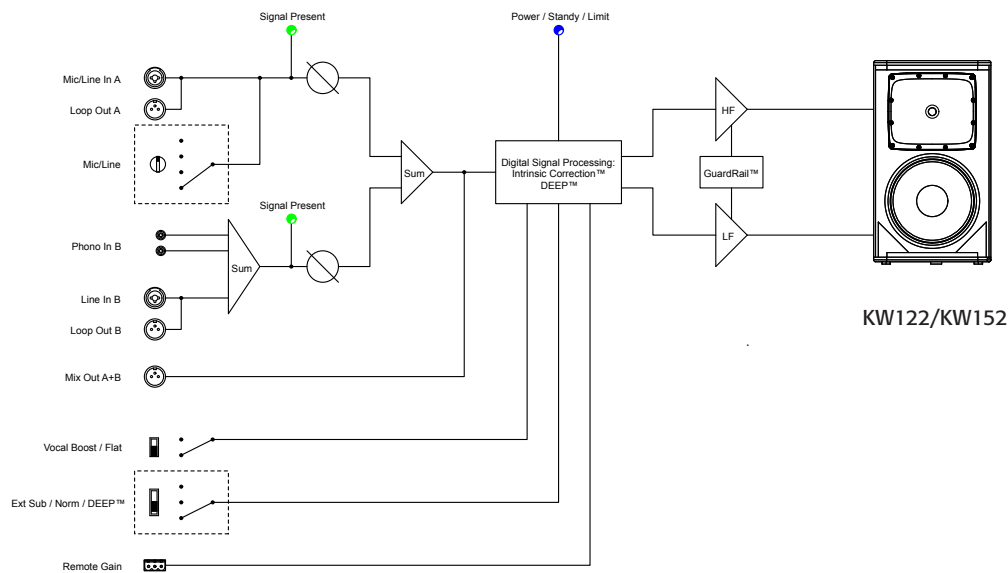 Signal Present
Power / Standy / Limit
Mic/Line In A
Loop Out A
Mic/Line
HF
Digital Signal Processing:
Intrinsic Correction™
DEEP™
GuardRail™
Sum
Signal Present
LF
Phono In B
Sum
Line In B
Loop Out B
KW122/KW152
Mix Out A+B
Vocal Boost / Flat
Ext Sub / Norm / DEEP™
Remote Gain